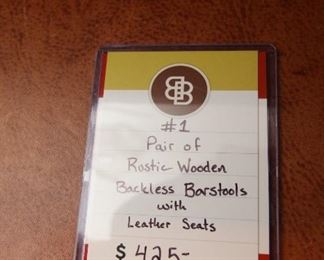 #1
Pair of
Rustic Wooden
Backless Barstools
with
Leather Seats
$425-